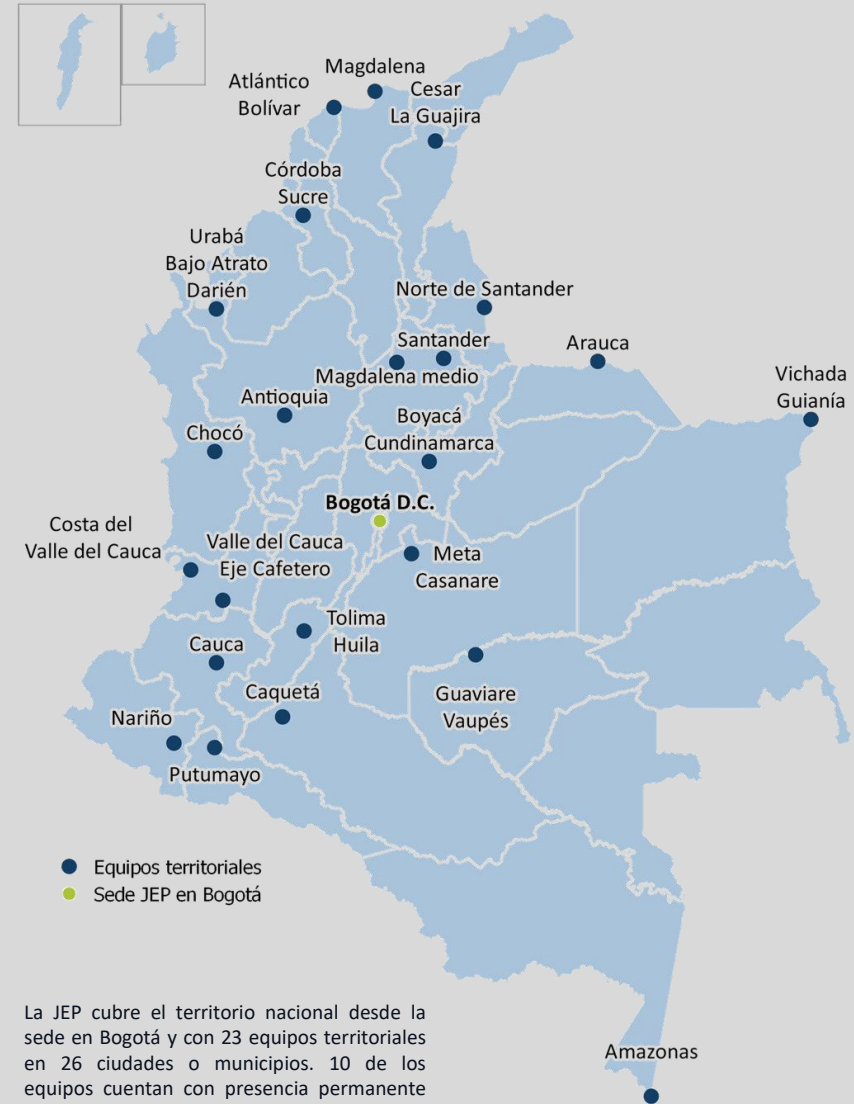 Magdalena
Atlántico
Bolívar
Cesar
La Guajira
Córdoba
Sucre
Urabá
Bajo Atrato
Darién
Norte de Santander
Santander
Arauca
Magdalena medio
Vichada
Guianía
Antioquia
Boyacá
Cundinamarca
Chocó
Bogotá D.C.
Costa del
Valle del Cauca
Valle del Cauca
Eje Cafetero
Meta
Casanare
Tolima
Huila
Cauca
Caquetá
Guaviare
Vaupés
Nariño
Putumayo
Equipos territoriales
Sede JEP en Bogotá
La JEP cubre el territorio nacional desde la
sede en Bogotá y con 23 equipos territoriales
en 26 ciudades o municipios. 10 de los
equipos cuentan con presencia permanente
Amazonas